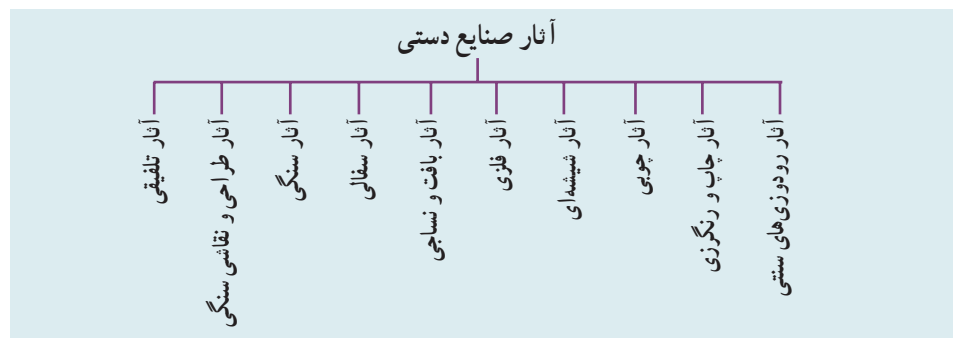 آثار صنایع دستی
آثار رودوزی‌های سنتی
آثار چاپ و رنگرزی
آثار چوبی
آثار شیشه‌ای
آثار فلزی
آثار بافت و نساجی
آثار سفالی
آثار سنگی
آثار طراحی و نقاشی سنگی
آثار تلفیقی